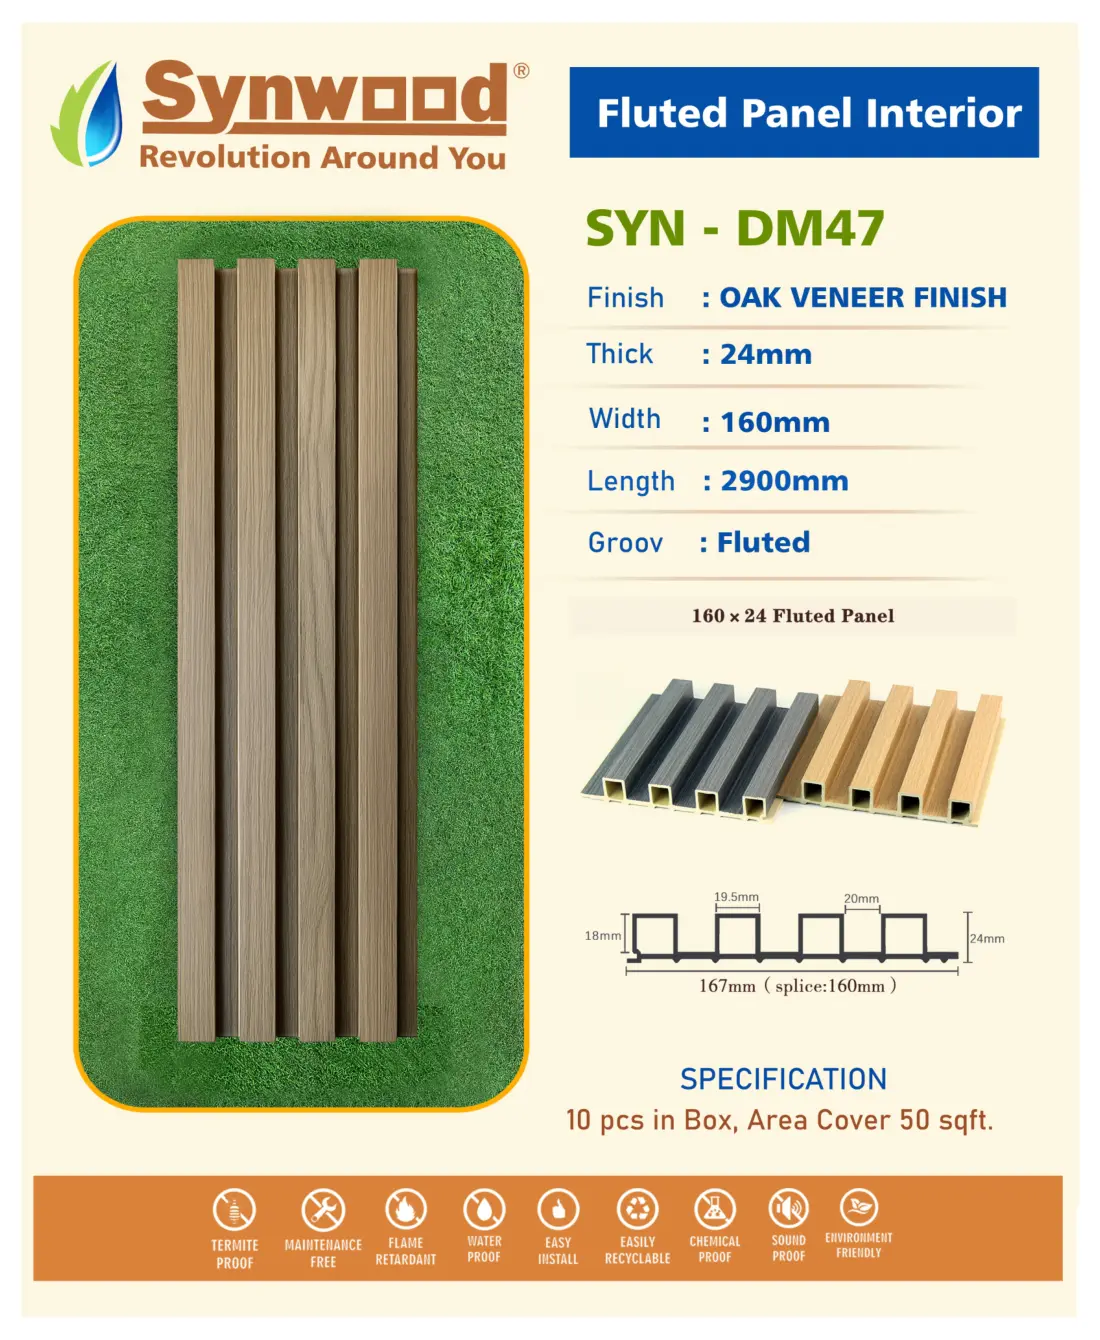 Synwood®
Revolution Around You
Fluted Panel Interior
SYN - DM47
Finish : OAK VENEER FINISH
Thick : 24mm
Width : 160mm
Length : 2900mm
Groov : Fluted
160 × 24 Fluted Panel
19.5mm
20mm
18mm
24mm
167mm ( splice:160mm )
SPECIFICATION
10 pcs in Box, Area Cover 50 sqft.
TERMITE
PROOF
MAINTENANCE
FREE
FLAME
RETARDANT
WATER
PROOF
EASY
INSTALL
EASILY
RECYCLABLE
CHEMICAL
PROOF
SOUND
PROOF
ENVIRONMENT
FRIENDLY